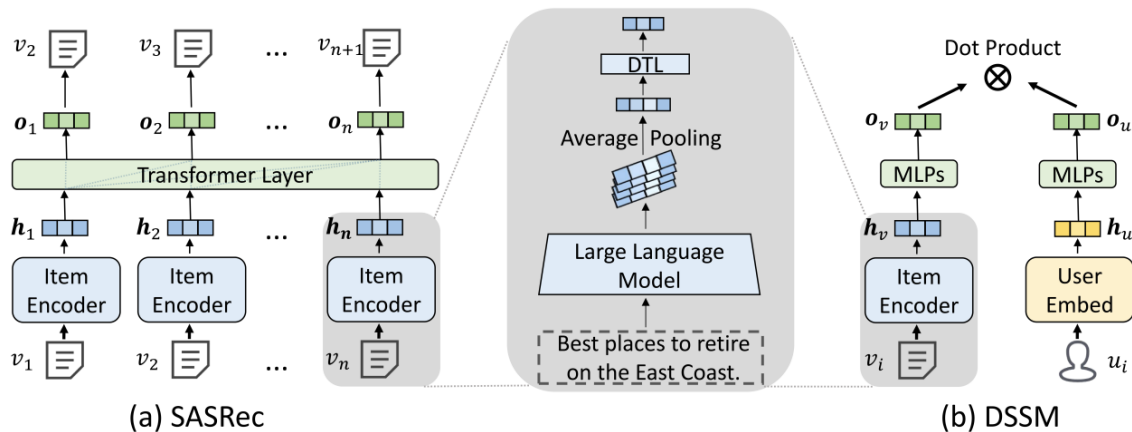 v₂ v₃ ... vₙ₊₁
o₁ o₂ ... oₙ
Transformer Layer
h₁ h₂ ... hₙ
Item Encoder
Item Encoder
Item Encoder
v₁ v₂ ... vₙ
(a) SASRec
DTL
Average Pooling
Large Language
Model
Best places to retire
on the East Coast.
Dot Product
oᵥ oᵤ
MLPs MLPs
hᵥ hᵤ
Item
Encoder
User
Embed
vᵢ uᵢ
(b) DSSM